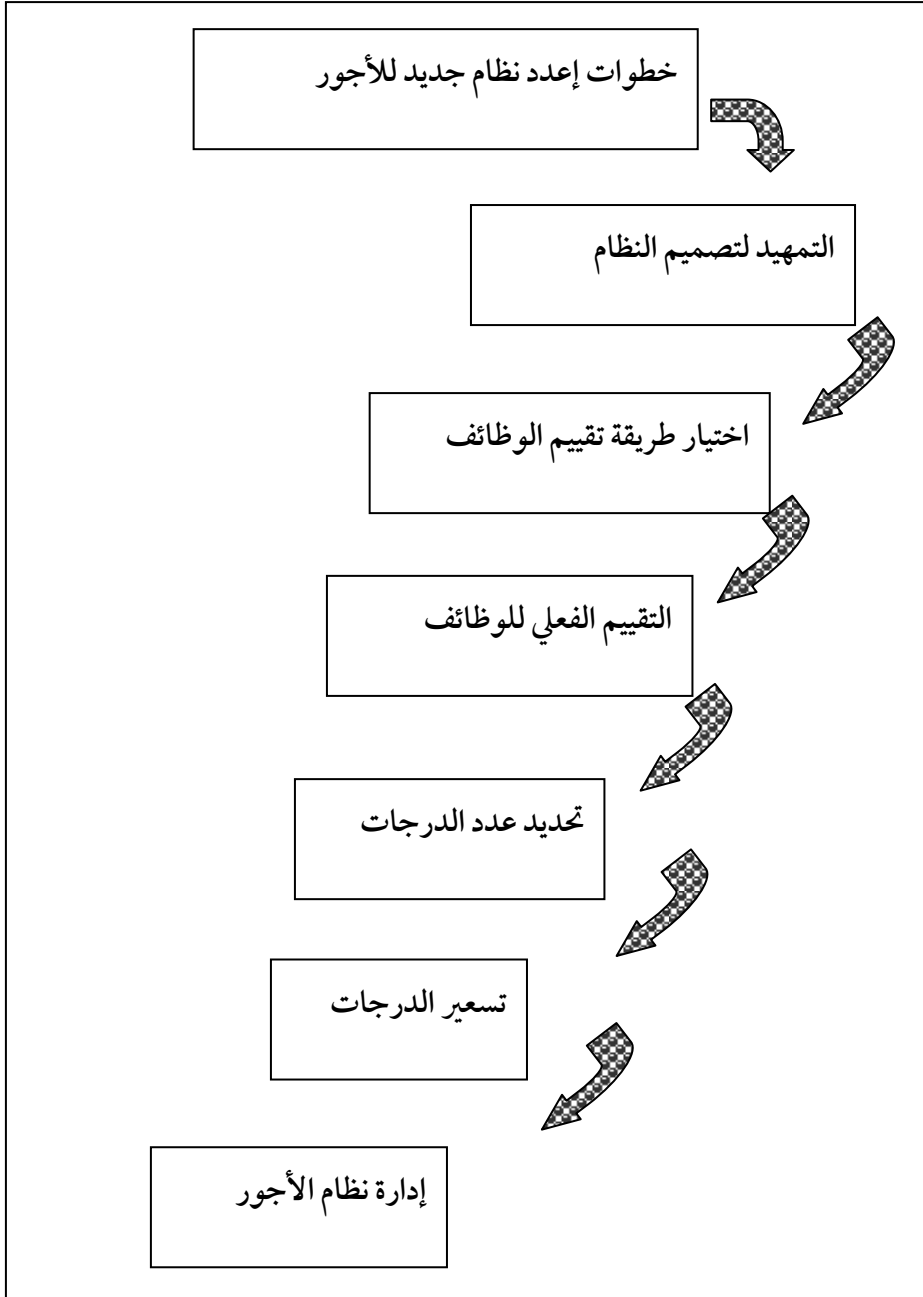 خطوات إعدد نظام جديد للأجور
التمهيد لتصميم النظام
اختيار طريقة تقييم الوظائف
التقييم الفعلي للوظائف
تحديد عدد الدرجات
تسعير الدرجات
إدارة نظام الأجور